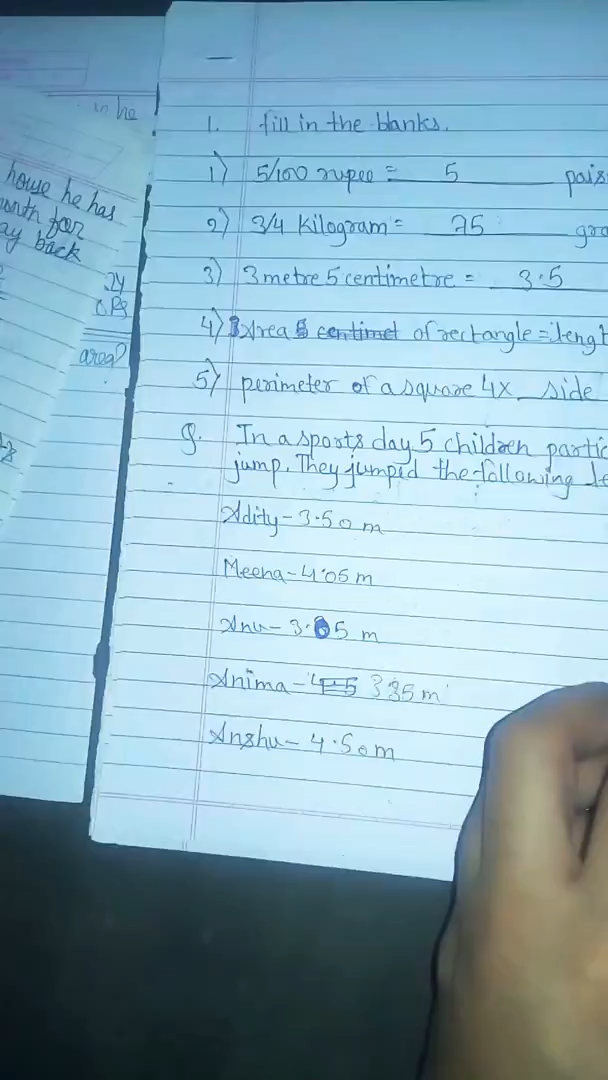 in he
house he has
ay back
area?
1. fill in the blanks.
1) 5/100 rupee = 5 pais
2) 3/4 Kilogram = 75 gra
3) 3 metre 5 centimetre = 3.5
4) Area of rectangle = lengt
5) perimeter of a square 4x side
Q. In a sports day 5 children partic
jump. They jumped the following le
Adity - 3.50 m
Meena - 4.05 m
Anu - 3.05 m
Anima - 3.35 m
Anshu - 4.50 m